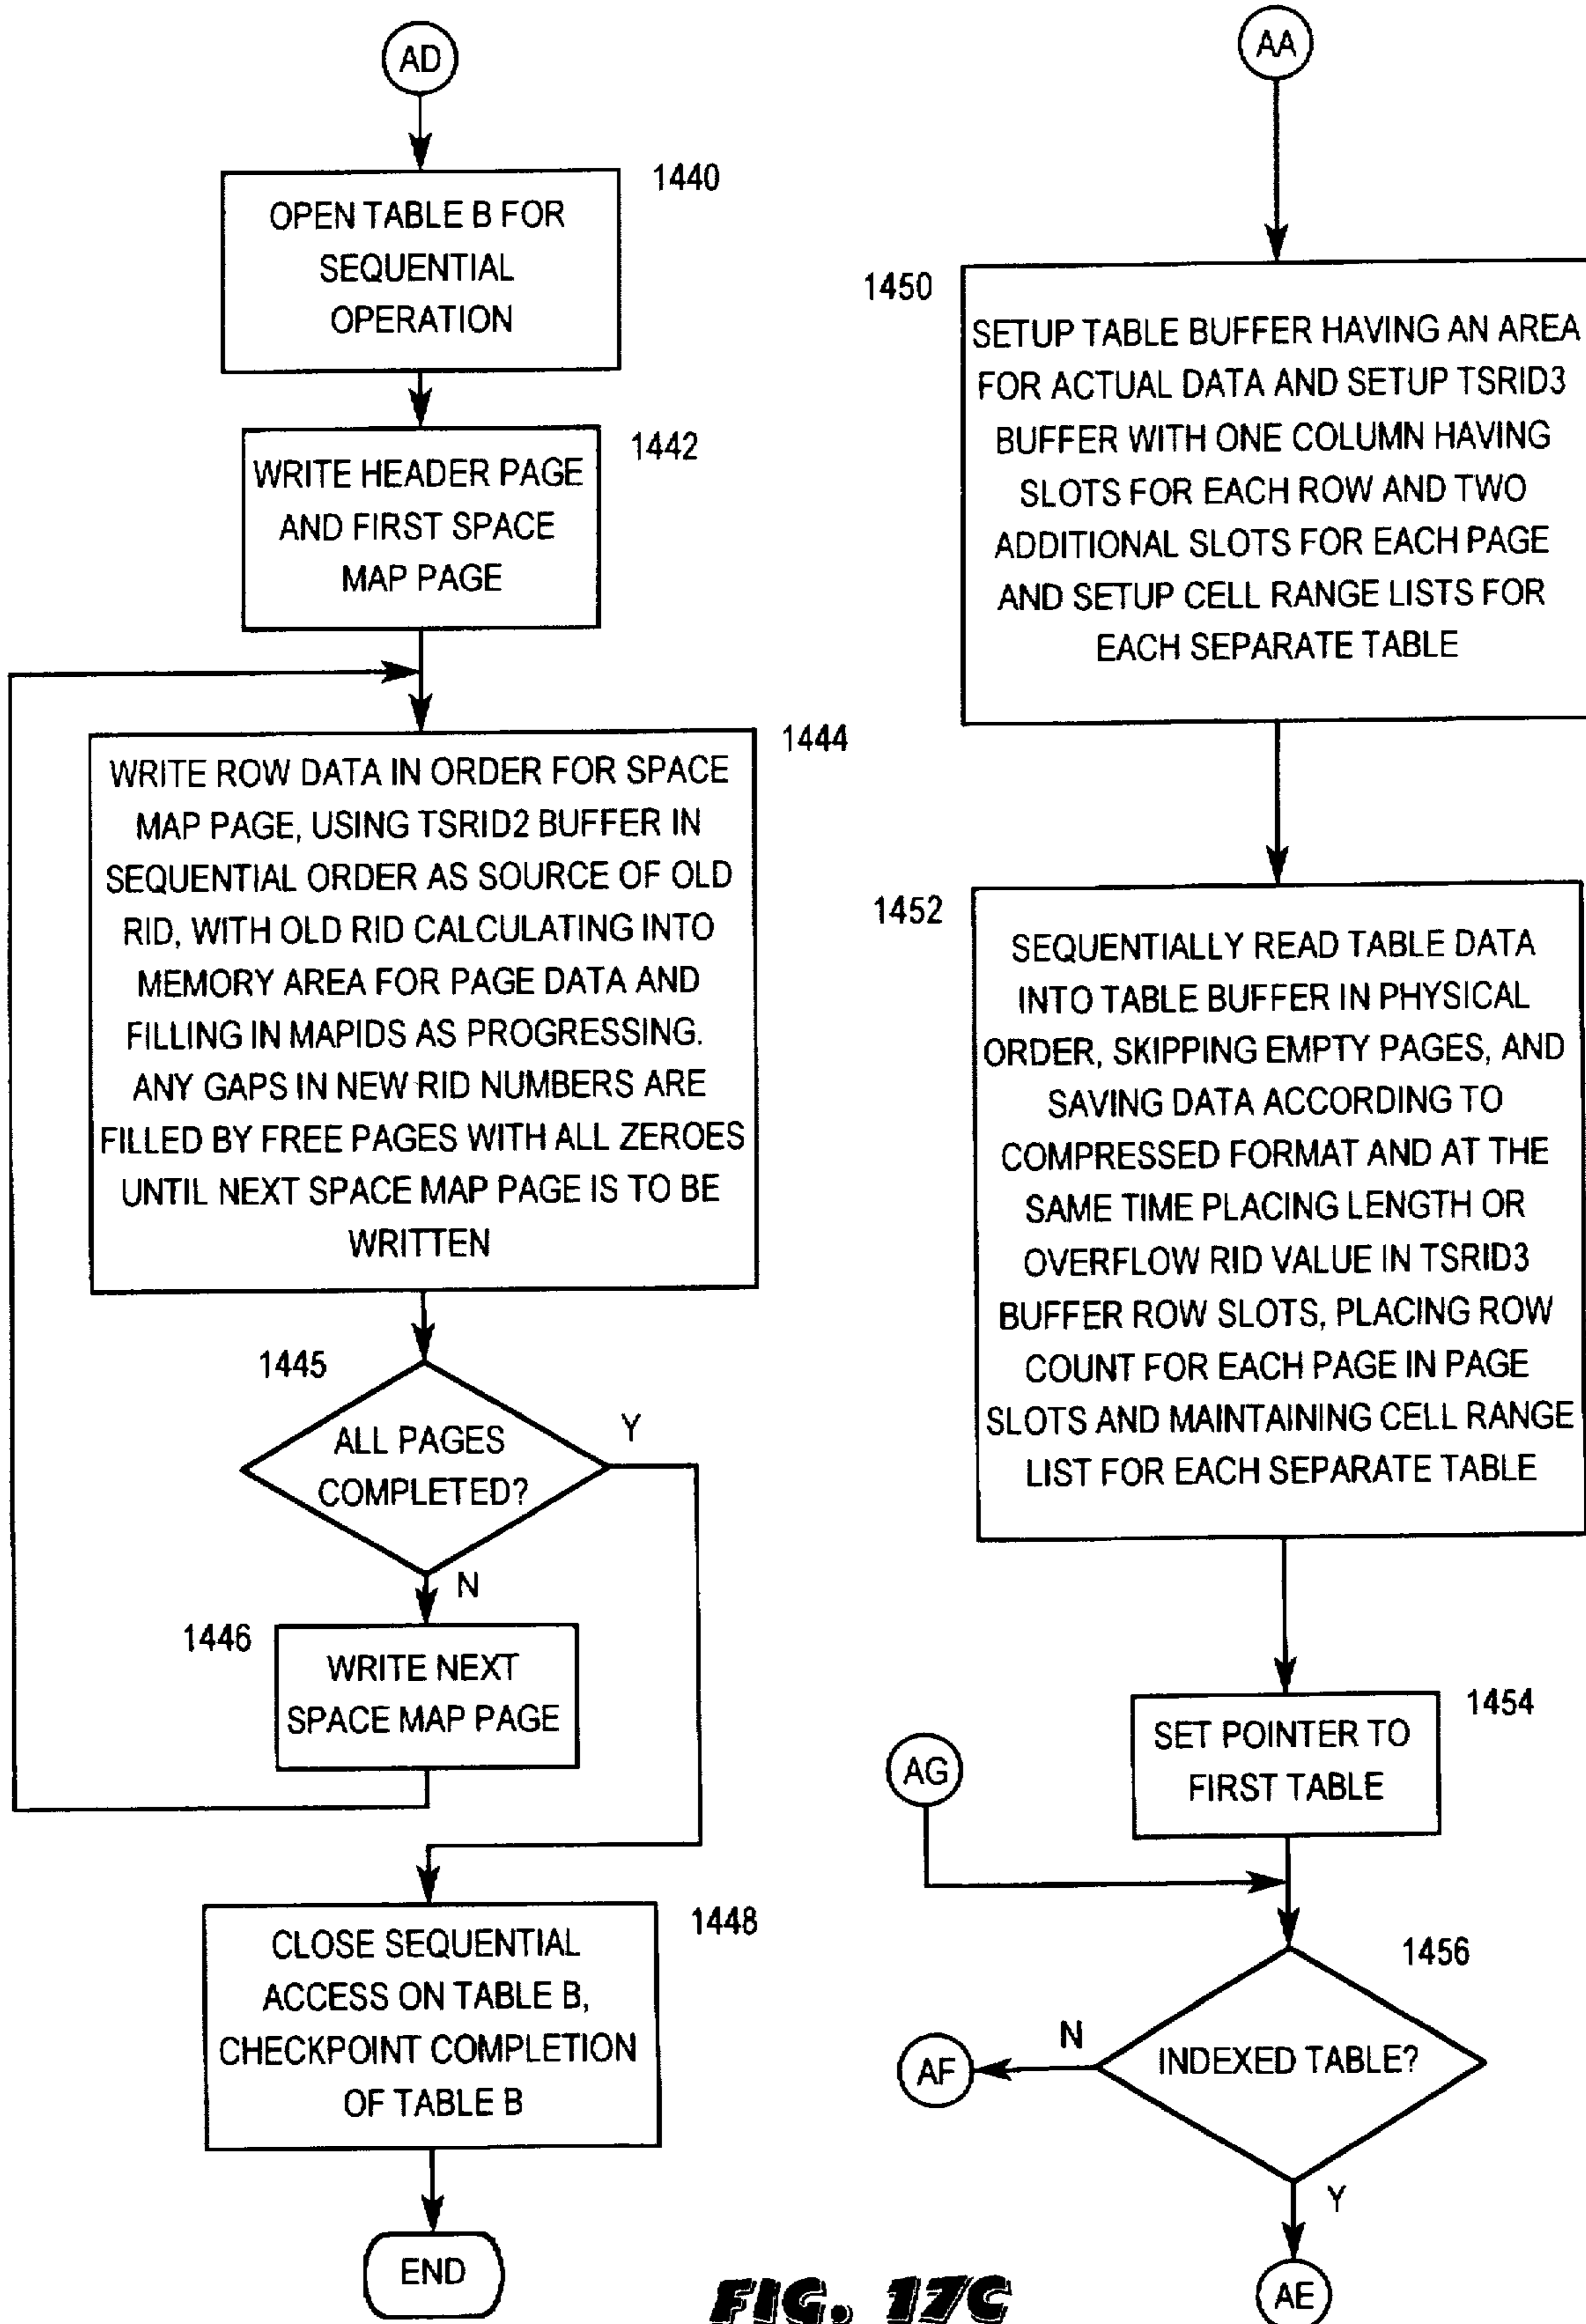 AD
1440
OPEN TABLE B FOR
SEQUENTIAL
OPERATION
1442
WRITE HEADER PAGE
AND FIRST SPACE
MAP PAGE
1444
WRITE ROW DATA IN ORDER FOR SPACE
MAP PAGE, USING TSRID2 BUFFER IN
SEQUENTIAL ORDER AS SOURCE OF OLD
RID, WITH OLD RID CALCULATING INTO
MEMORY AREA FOR PAGE DATA AND
FILLING IN MAPIDS AS PROGRESSING.
ANY GAPS IN NEW RID NUMBERS ARE
FILLED BY FREE PAGES WITH ALL ZEROES
UNTIL NEXT SPACE MAP PAGE IS TO BE
WRITTEN
1445
ALL PAGES
COMPLETED?
Y
N
1446
WRITE NEXT
SPACE MAP PAGE
1448
CLOSE SEQUENTIAL
ACCESS ON TABLE B,
CHECKPOINT COMPLETION
OF TABLE B
END
AA
1450
SETUP TABLE BUFFER HAVING AN AREA
FOR ACTUAL DATA AND SETUP TSRID3
BUFFER WITH ONE COLUMN HAVING
SLOTS FOR EACH ROW AND TWO
ADDITIONAL SLOTS FOR EACH PAGE
AND SETUP CELL RANGE LISTS FOR
EACH SEPARATE TABLE
1452
SEQUENTIALLY READ TABLE DATA
INTO TABLE BUFFER IN PHYSICAL
ORDER, SKIPPING EMPTY PAGES, AND
SAVING DATA ACCORDING TO
COMPRESSED FORMAT AND AT THE
SAME TIME PLACING LENGTH OR
OVERFLOW RID VALUE IN TSRID3
BUFFER ROW SLOTS, PLACING ROW
COUNT FOR EACH PAGE IN PAGE
SLOTS AND MAINTAINING CELL RANGE
LIST FOR EACH SEPARATE TABLE
1454
SET POINTER TO
FIRST TABLE
AG
1456
INDEXED TABLE?
N
AF
Y
AE
FIG. 17C